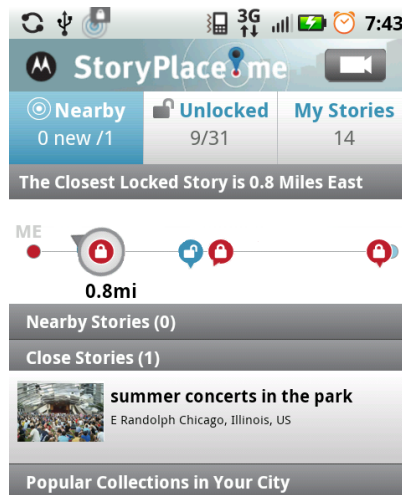 3G
7:43
StoryPlace me
Nearby Unlocked My Stories
0 new /1 9/31 14
The Closest Locked Story is 0.8 Miles East
ME
0.8mi
Nearby Stories (0)
Close Stories (1)
summer concerts in the park
E Randolph Chicago, Illinois, US
Popular Collections in Your City